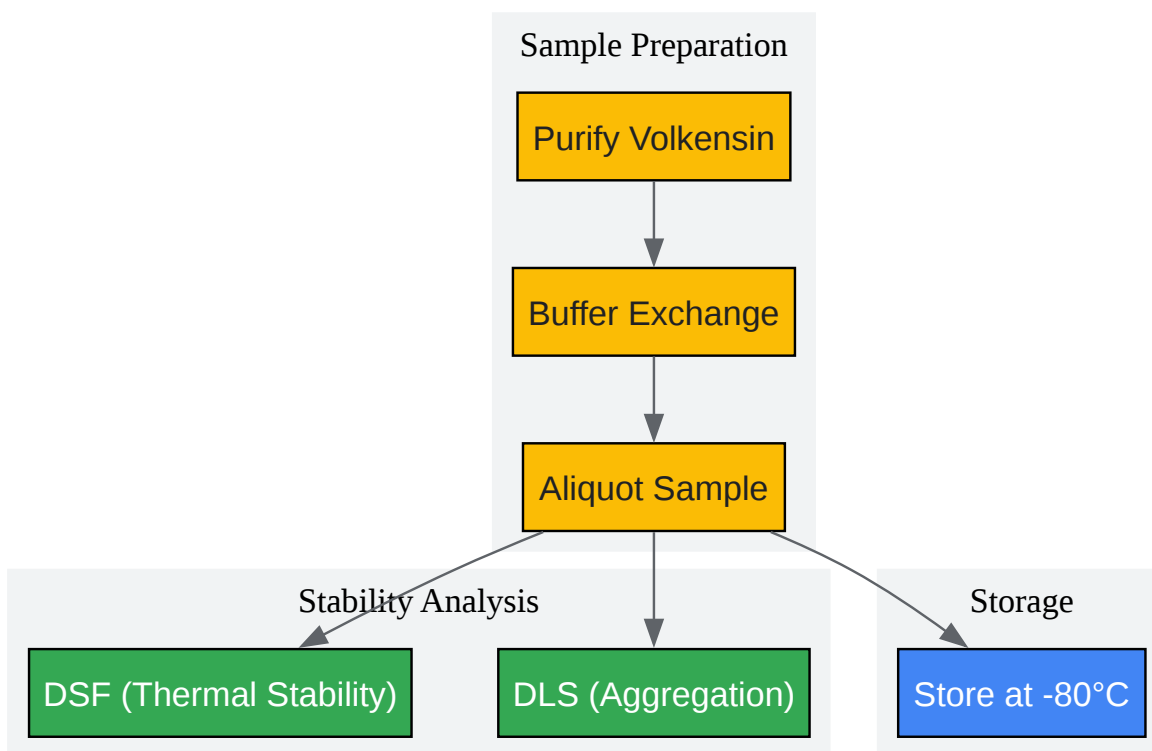 Sample Preparation
Purify Volkensin
Buffer Exchange
Aliquot Sample
Stability Analysis
DSF (Thermal Stability)
DLS (Aggregation)
Storage
Store at -80°C